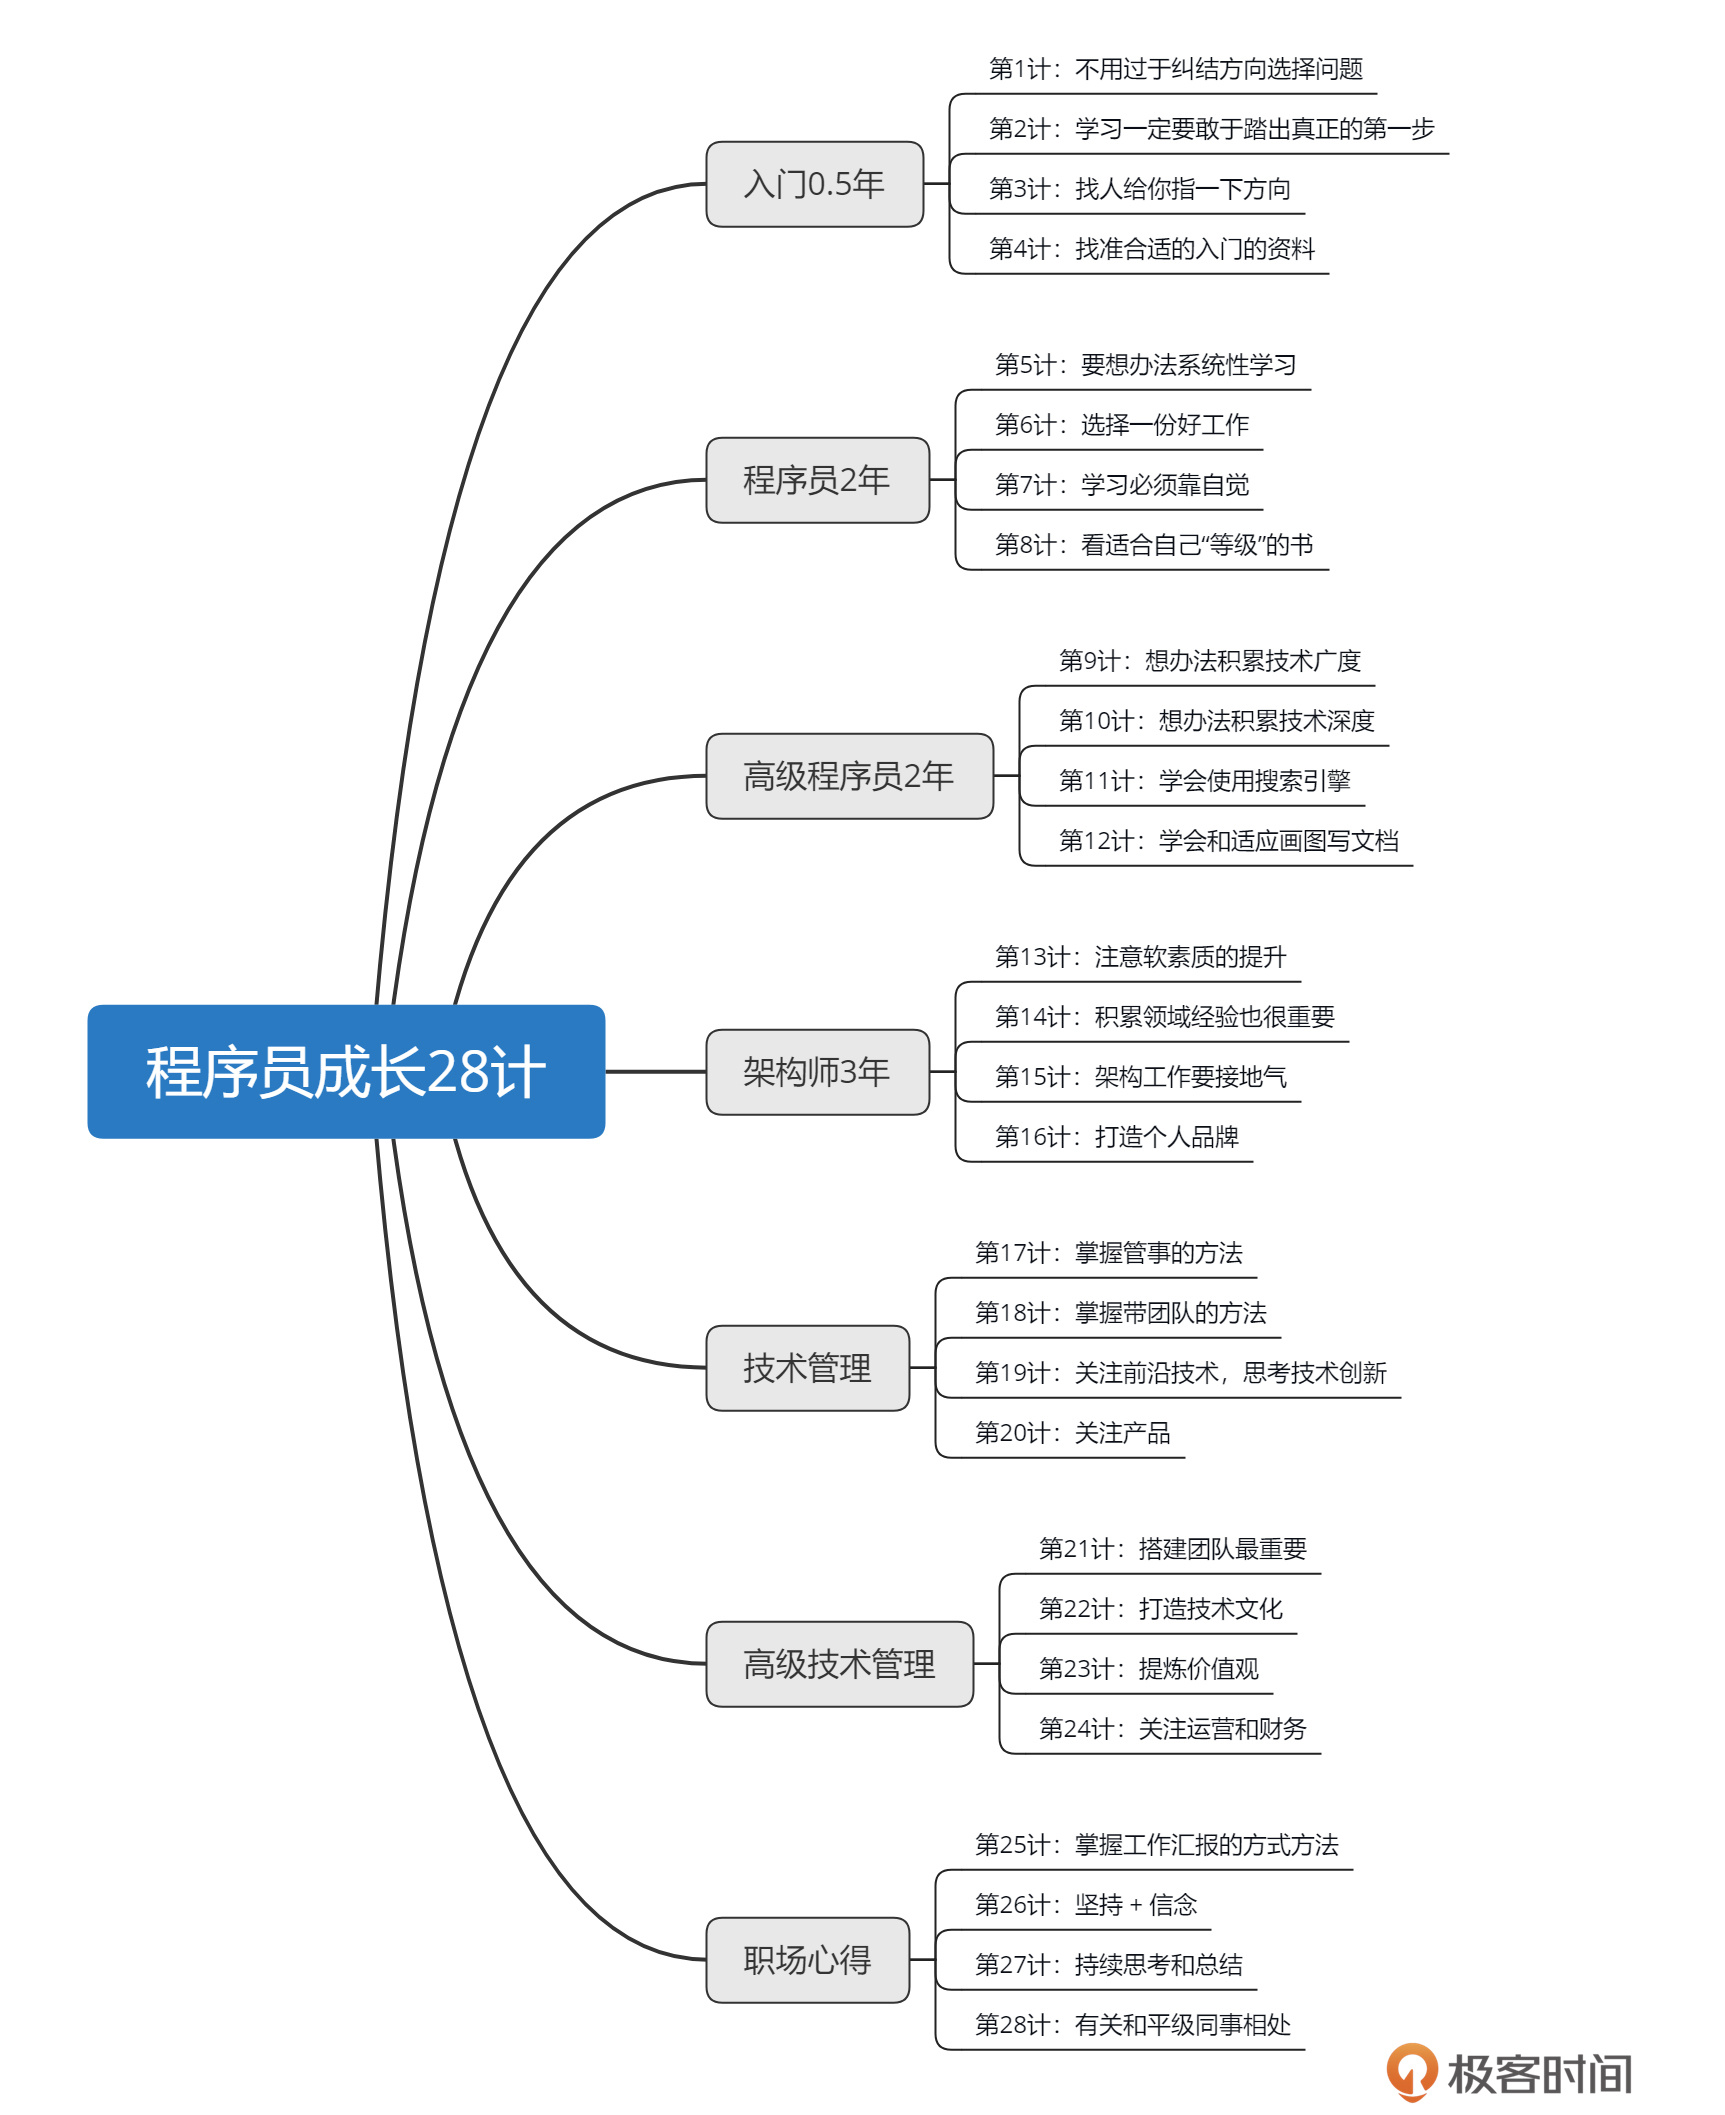 第1计：不用过于纠结方向选择问题
第2计：学习一定要敢于踏出真正的第一步
入门0.5年
第3计：找人给你指一下方向
第4计：找准合适的入门的资料
第5计：要想办法系统性学习
第6计：选择一份好工作
程序员2年
第7计：学习必须靠自觉
第8计：看适合自己“等级”的书
第9计：想办法积累技术广度
第10计：想办法积累技术深度
高级程序员2年
第11计：学会使用搜索引擎
第12计：学会和适应画图写文档
第13计：注意软素质的提升
第14计：积累领域经验也很重要
程序员成长28计
架构师3年
第15计：架构工作要接地气
第16计：打造个人品牌
第17计：掌握管事的方法
第18计：掌握带团队的方法
技术管理
第19计：关注前沿技术，思考技术创新
第20计：关注产品
第21计：搭建团队最重要
第22计：打造技术文化
高级技术管理
第23计：提炼价值观
第24计：关注运营和财务
第25计：掌握工作汇报的方式方法
第26计：坚持 + 信念
职场心得
第27计：持续思考和总结
第28计：有关和平级同事相处
极客时间